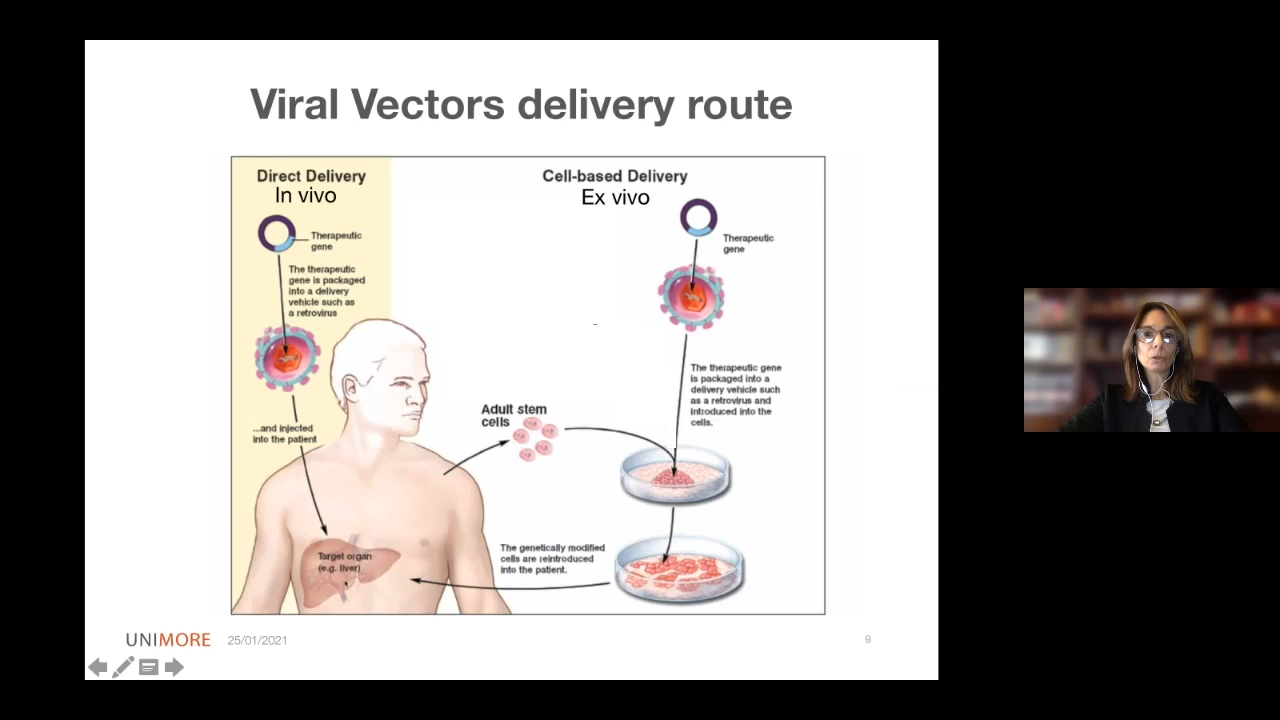 Viral Vectors delivery route
Direct Delivery
In vivo
Therapeutic
gene
The therapeutic
gene is packaged
into a delivery
vehicle such as
a retrovirus
...and injected
into the patient
Target organ
(e.g. liver)
Cell-based Delivery
Ex vivo
Therapeutic
gene
The therapeutic gene
is packaged into a
delivery vehicle such
as a retrovirus and
introduced into the
cells.
Adult stem
cells
The genetically modified
cells are reintroduced
into the patient.
UNIMORE 25/01/2021
9